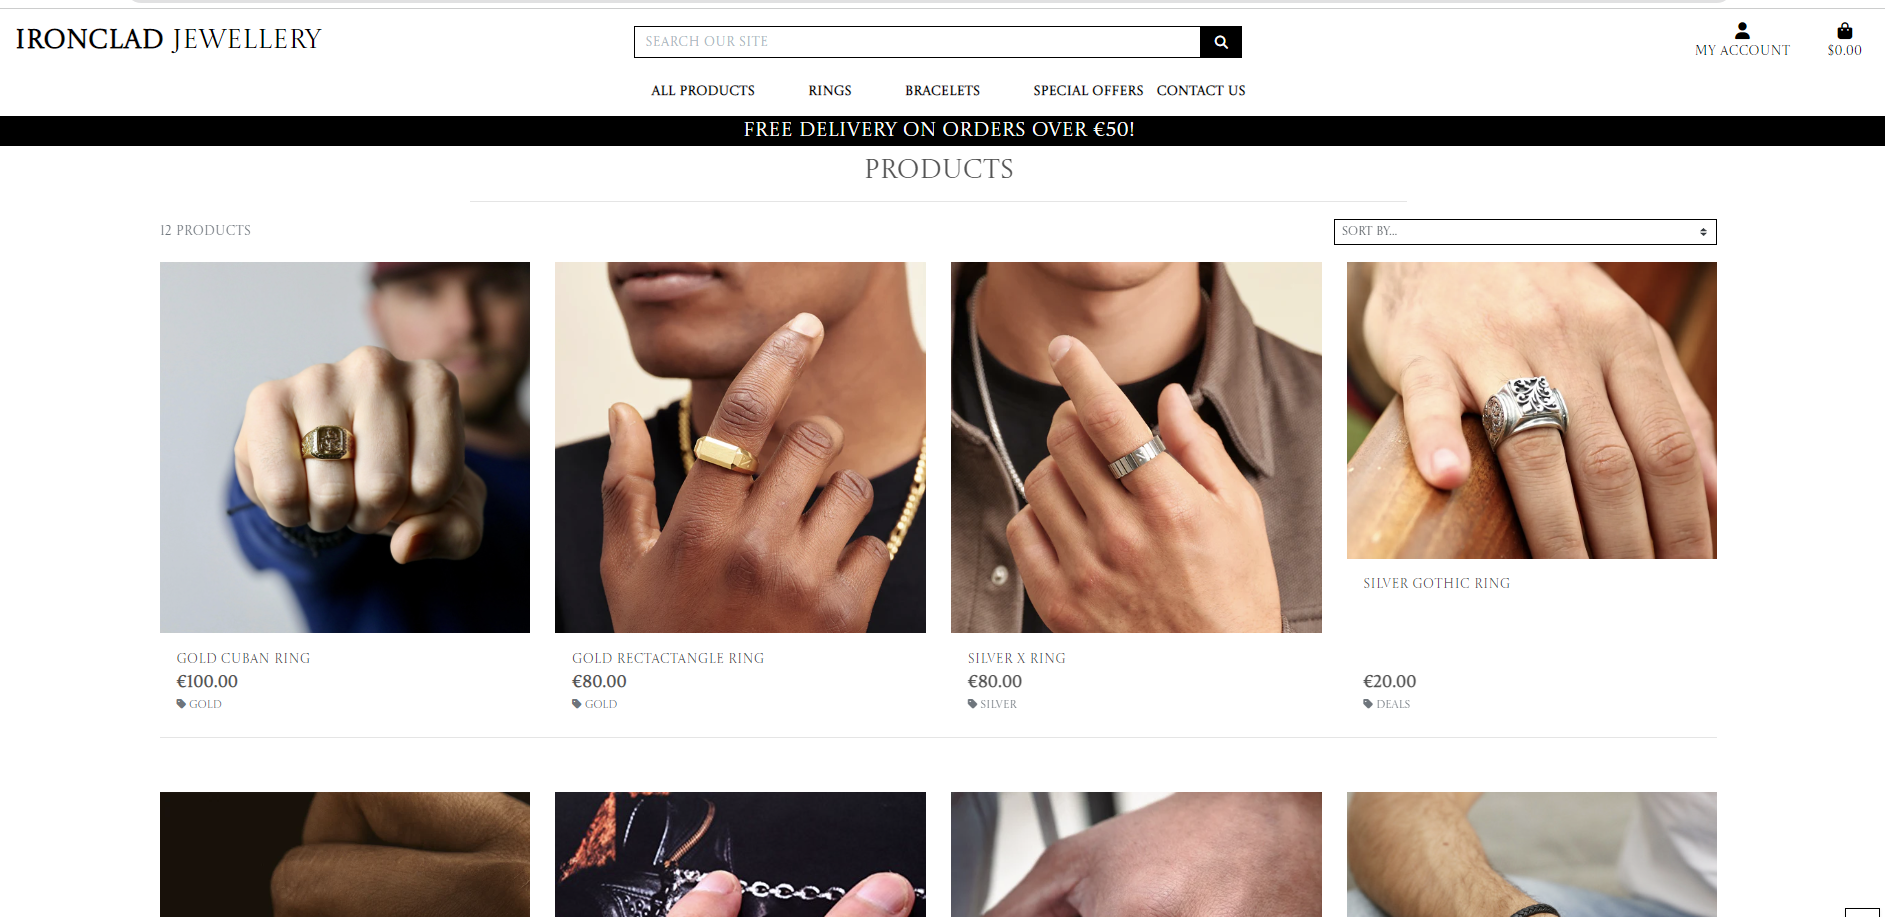 IRONCLAD JEWELLERY
SEARCH OUR SITE
MY ACCOUNT
$0.00
ALL PRODUCTS
RINGS
BRACELETS
SPECIAL OFFERS
CONTACT US
FREE DELIVERY ON ORDERS OVER €50!
PRODUCTS
12 PRODUCTS
SORT BY...
GOLD CUBAN RING
€100.00
GOLD
GOLD RECTACTANGLE RING
€80.00
GOLD
SILVER X RING
€80.00
SILVER
SILVER GOTHIC RING
€20.00
DEALS